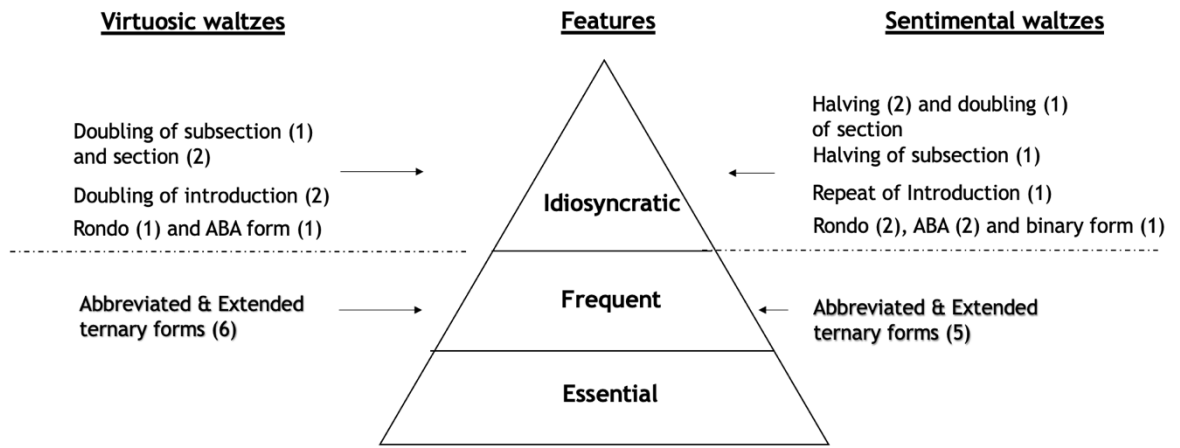 Virtuosic waltzes
Features
Sentimental waltzes
Doubling of subsection (1)
and section (2)
Doubling of introduction (2)
Rondo (1) and ABA form (1)
Halving (2) and doubling (1)
of section
Halving of subsection (1)
Repeat of Introduction (1)
Rondo (2), ABA (2) and binary form (1)
Idiosyncratic
Abbreviated & Extended
ternary forms (6)
Frequent
Abbreviated & Extended
ternary forms (5)
Essential